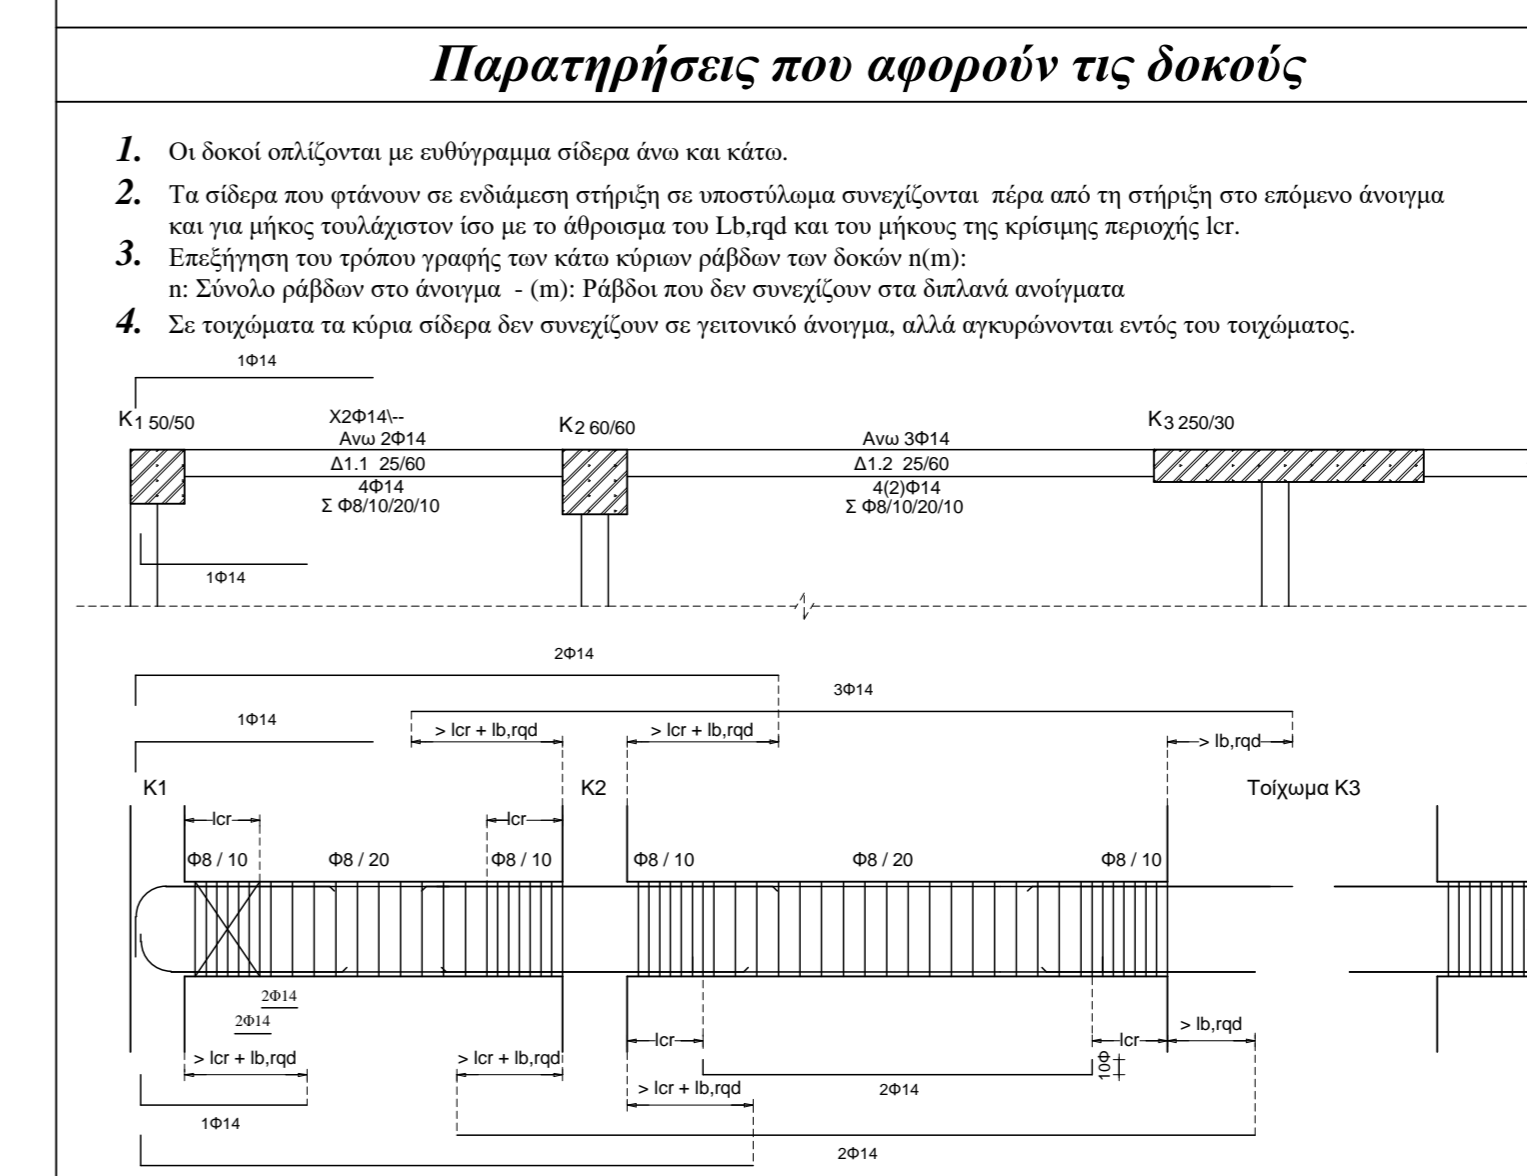 Παρατηρήσεις που αφορούν τις δοκούς
1. Οι δοκοί οπλίζονται με ευθύγραμμα σίδερα άνω και κάτω.
2. Τα σίδερα που φτάνουν σε ενδιάμεση στήριξη σε υποστύλωμα συνεχίζονται πέρα από τη στήριξη στο επόμενο άνοιγμα
και για μήκος τουλάχιστον ίσο με το άθροισμα του Lb,rqd και του μήκους της κρίσιμης περιοχής lcr.
3. Επεξήγηση του τρόπου γραφής των κάτω κύριων ράβδων των δοκών n(m):
n: Σύνολο ράβδων στο άνοιγμα - (m): Ράβδοι που δεν συνεχίζουν στα διπλανά ανοίγματα
4. Σε τοιχώματα τα κύρια σίδερα δεν συνεχίζουν σε γειτονικό άνοιγμα, αλλά αγκυρώνονται εντός του τοιχώματος.
1Φ14
K1 50/50
X2Φ14\--
K2 60/60
K3 250/30
Ανω 2Φ14
Ανω 3Φ14
Δ1.1 25/60
Δ1.2 25/60
4Φ14
4(2)Φ14
Σ Φ8/10/20/10
Σ Φ8/10/20/10
1Φ14
2Φ14
3Φ14
1Φ14
> lcr + lb,rqd
> lcr + lb,rqd
> lb,rqd
K1
K2
Τοίχωμα K3
lcr
lcr
Φ8 / 10
Φ8 / 20
Φ8 / 10
Φ8 / 10
Φ8 / 20
Φ8 / 10
2Φ14
2Φ14
> lb,rqd
lcr
lcr
> lcr + lb,rqd
> lcr + lb,rqd
10Φ
2Φ14
> lcr + lb,rqd
1Φ14
2Φ14